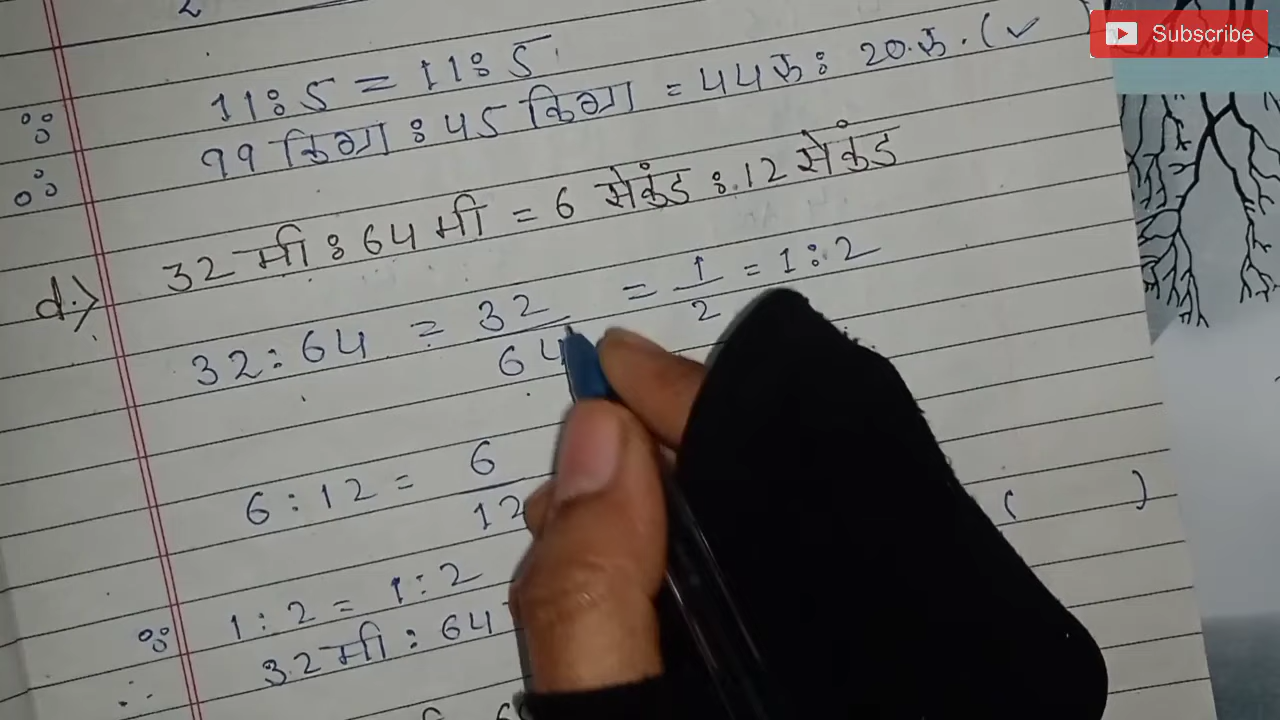 Subscribe
∵ 11:5 = 11:5
∴ 99 किग्रा : 45 किग्रा = 44रु : 20.रु. (✓
d.) 32 मी : 64 मी = 6 सेकंड : 12 सेकंड
32:64 = 32/64 = 1/2 = 1:2
6:12 = 6/12 ( )
∵ 1:2 = 1:2
∴ 32 मी : 64